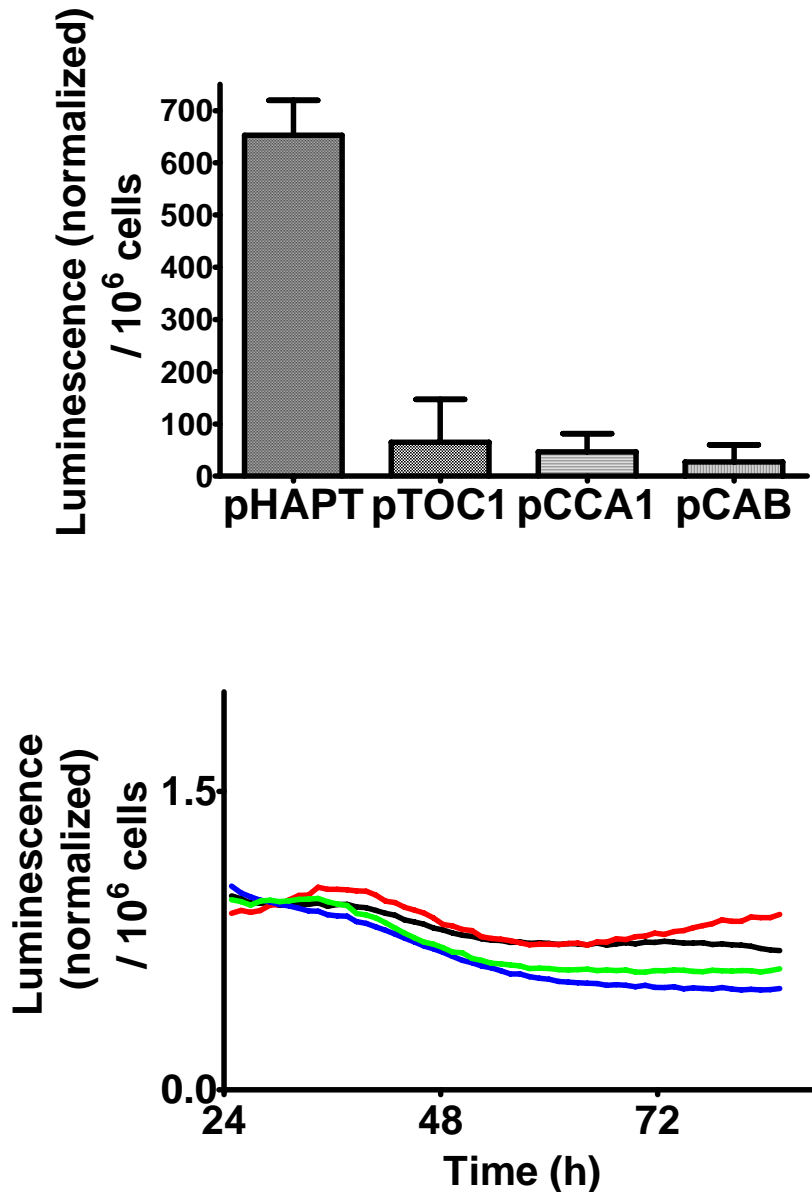 Luminescence (normalized)
/ 10⁶ cells
700
600
500
400
300
200
100
0
pHAPT pTOC1 pCCA1 pCAB
Luminescence
(normalized)
/ 10⁶ cells
1.5
0.0
24 48 72
Time (h)